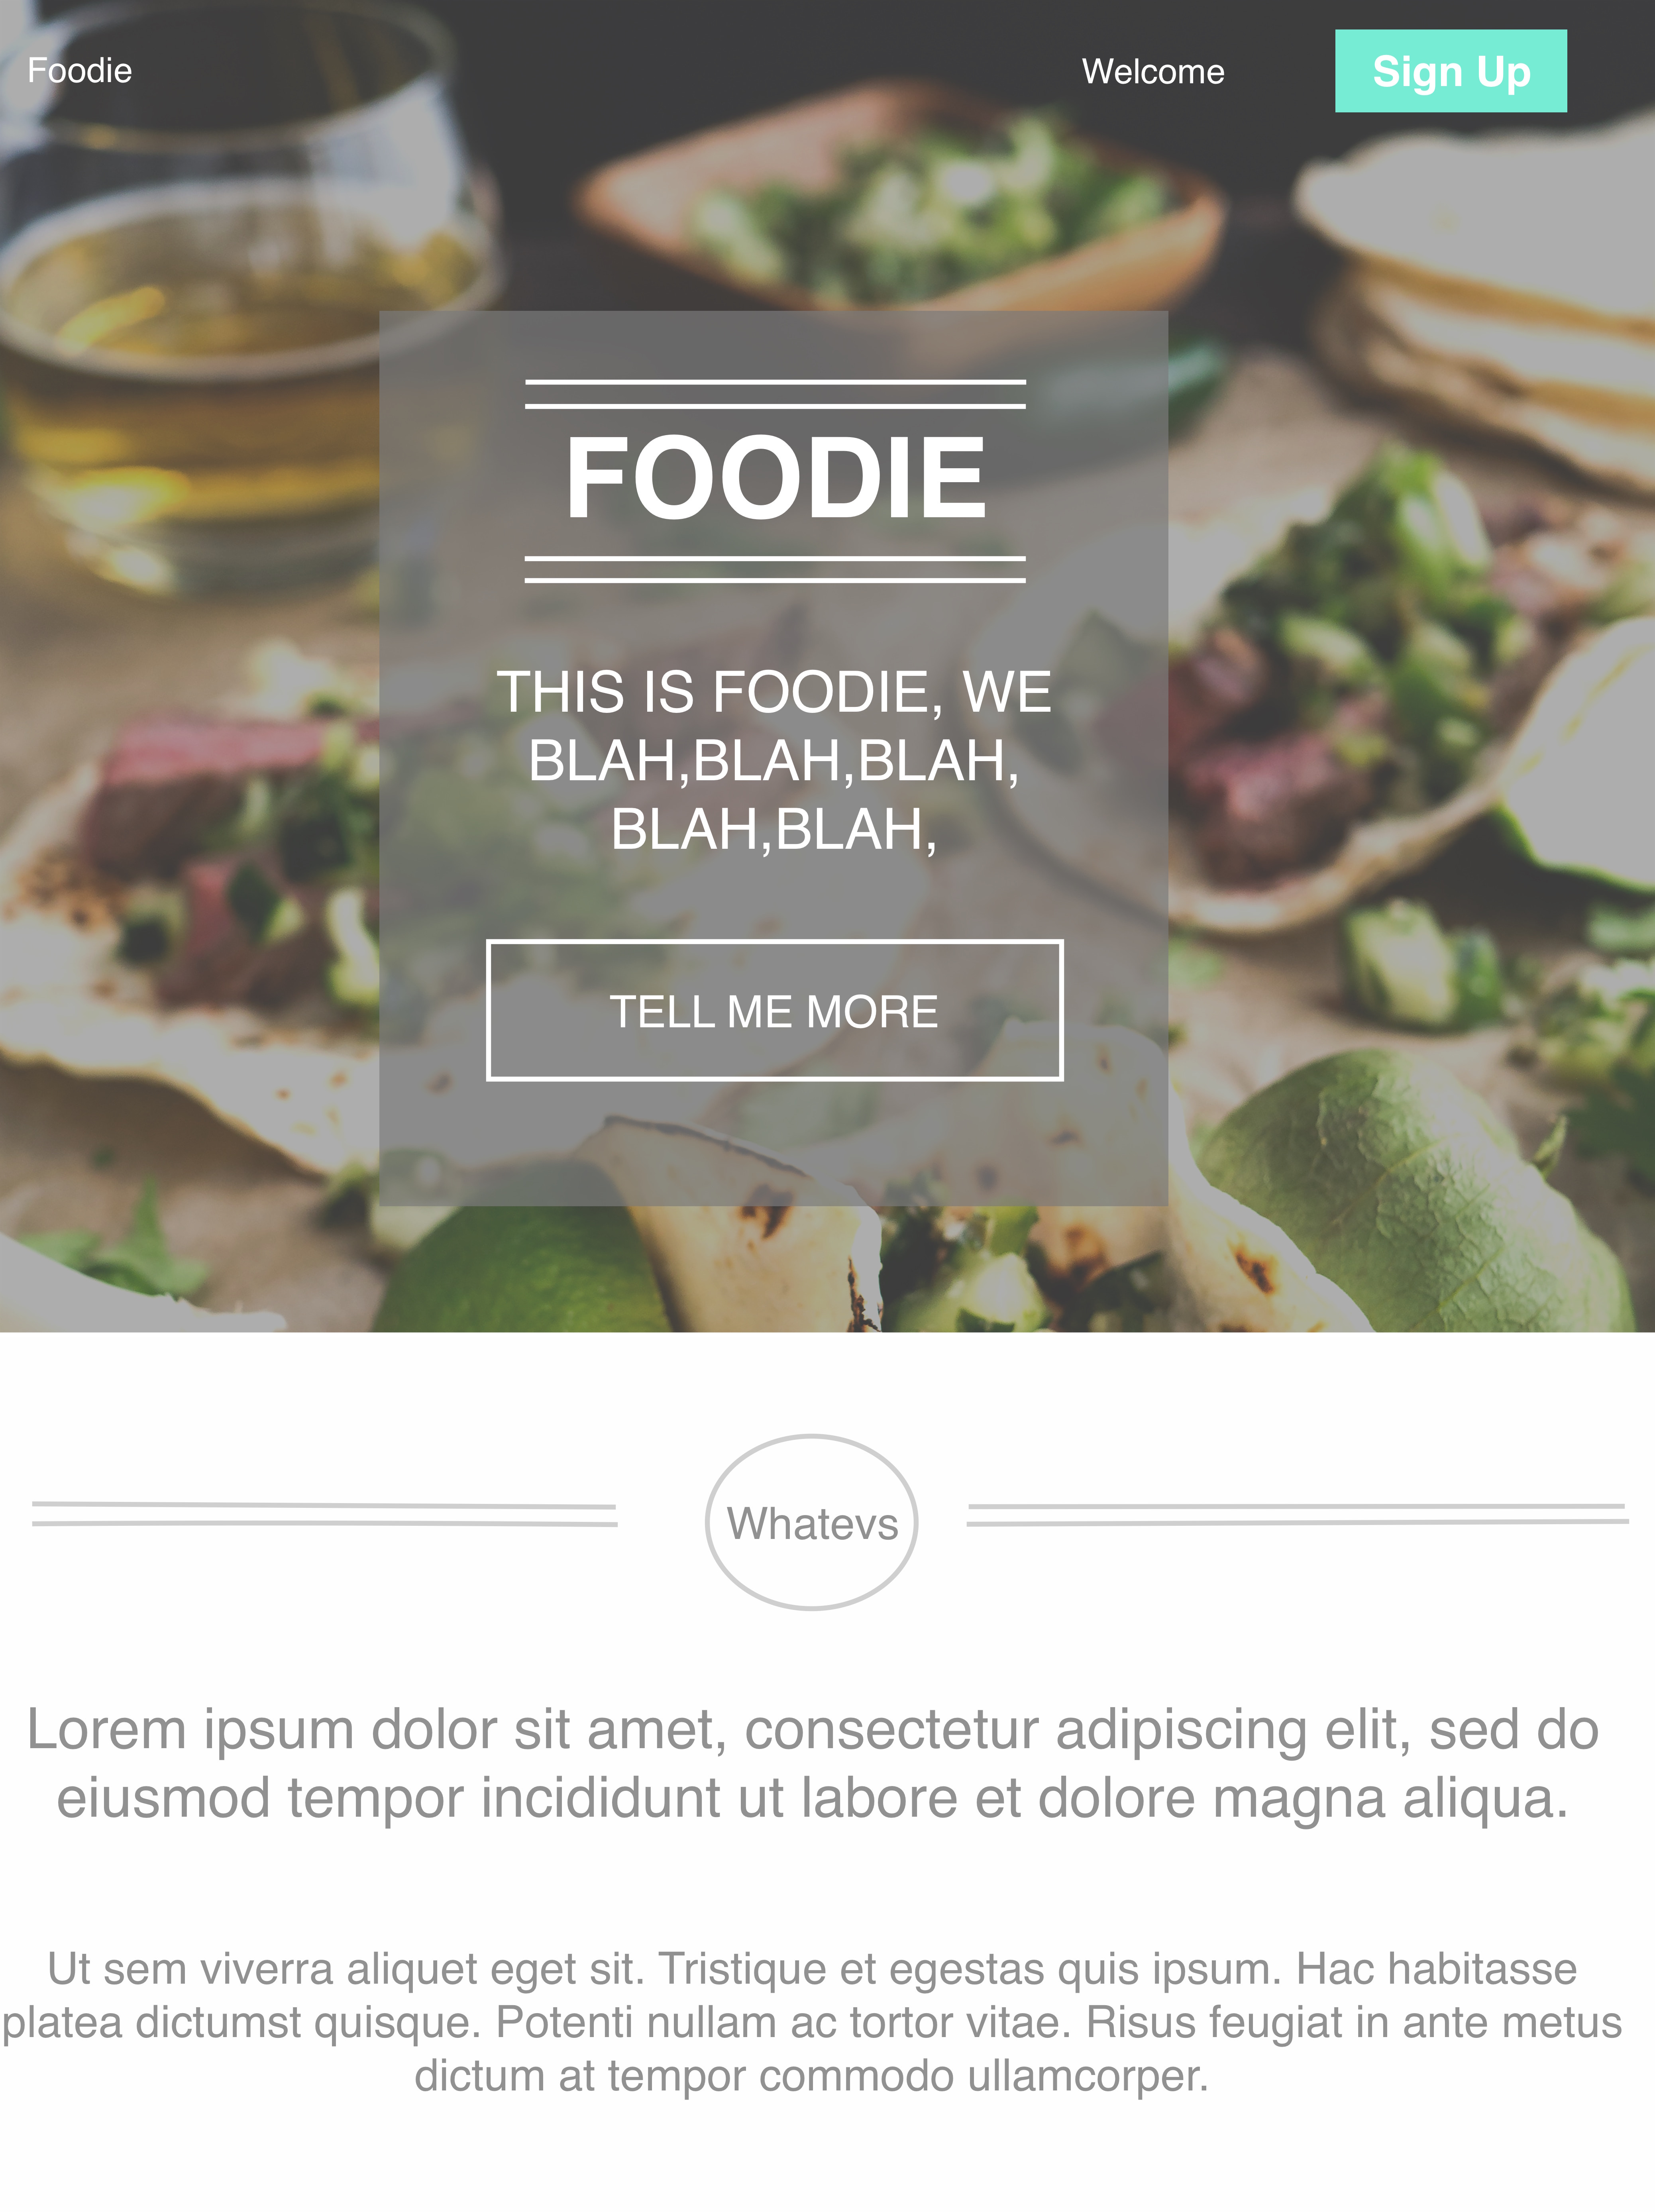 Foodie
Welcome
Sign Up
FOODIE
THIS IS FOODIE, WE
BLAH,BLAH,BLAH,
BLAH,BLAH,
TELL ME MORE
Whatevs
Lorem ipsum dolor sit amet, consectetur adipiscing elit, sed do
eiusmod tempor incididunt ut labore et dolore magna aliqua.
Ut sem viverra aliquet eget sit. Tristique et egestas quis ipsum. Hac habitasse
platea dictumst quisque. Potenti nullam ac tortor vitae. Risus feugiat in ante metus
dictum at tempor commodo ullamcorper.